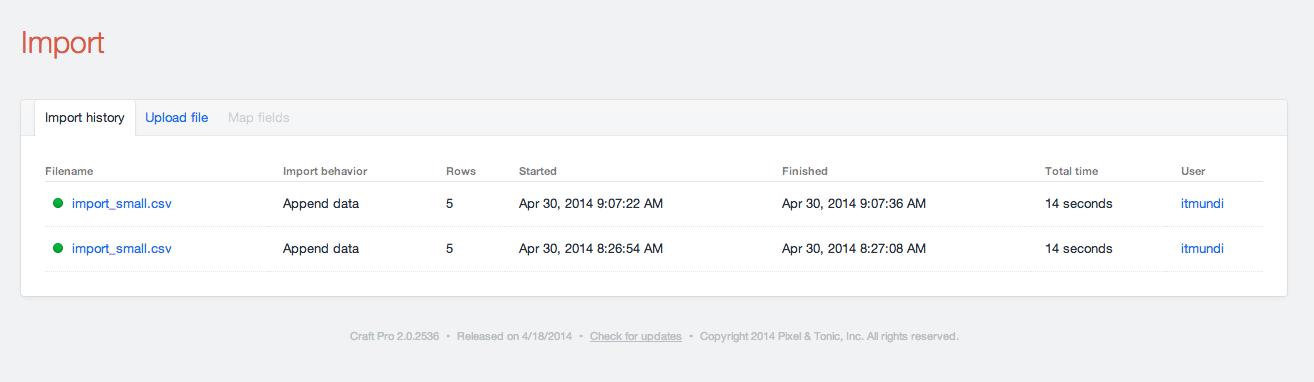 Import
Import history Upload file Map fields
Filename Import behavior Rows Started Finished Total time User
import_small.csv Append data 5 Apr 30, 2014 9:07:22 AM Apr 30, 2014 9:07:36 AM 14 seconds itmundi
import_small.csv Append data 5 Apr 30, 2014 8:26:54 AM Apr 30, 2014 8:27:08 AM 14 seconds itmundi
Craft Pro 2.0.2536 • Released on 4/18/2014 • Check for updates • Copyright 2014 Pixel & Tonic, Inc. All rights reserved.